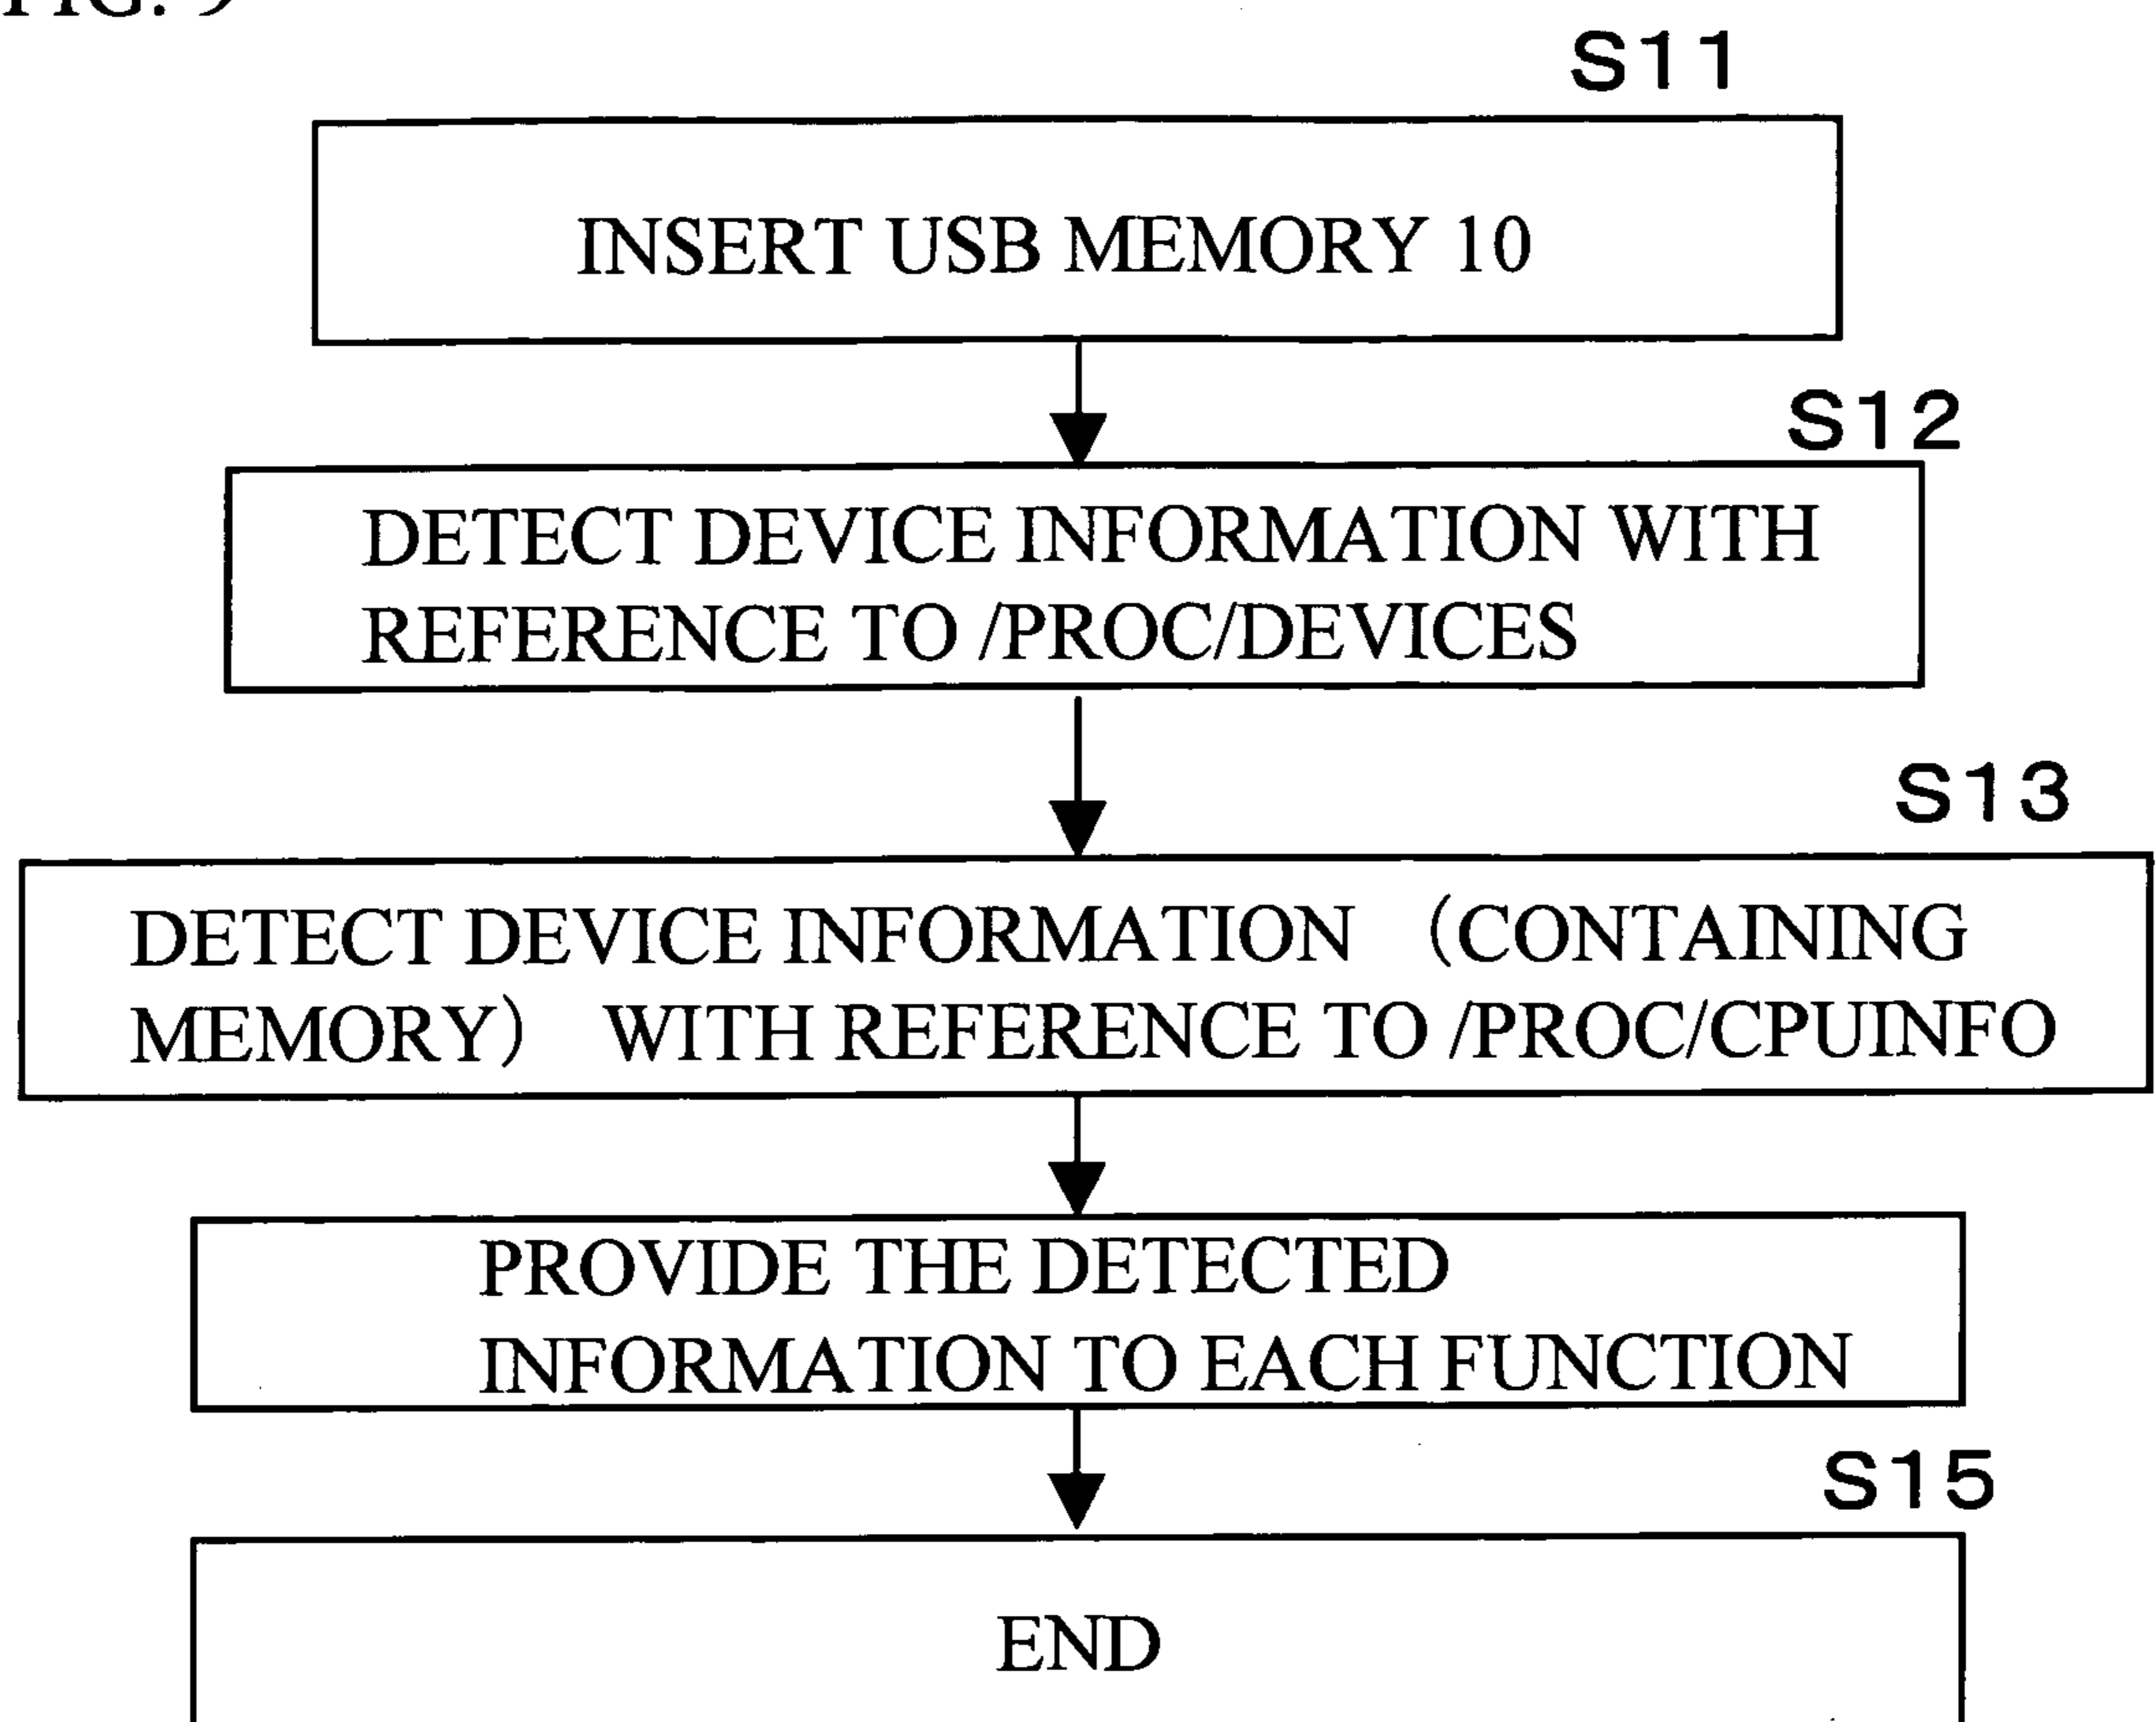 S11
INSERT USB MEMORY 10
S12
DETECT DEVICE INFORMATION WITH
REFERENCE TO /PROC/DEVICES
S13
DETECT DEVICE INFORMATION (CONTAINING
MEMORY) WITH REFERENCE TO /PROC/CPUINFO
PROVIDE THE DETECTED
INFORMATION TO EACH FUNCTION
S15
END